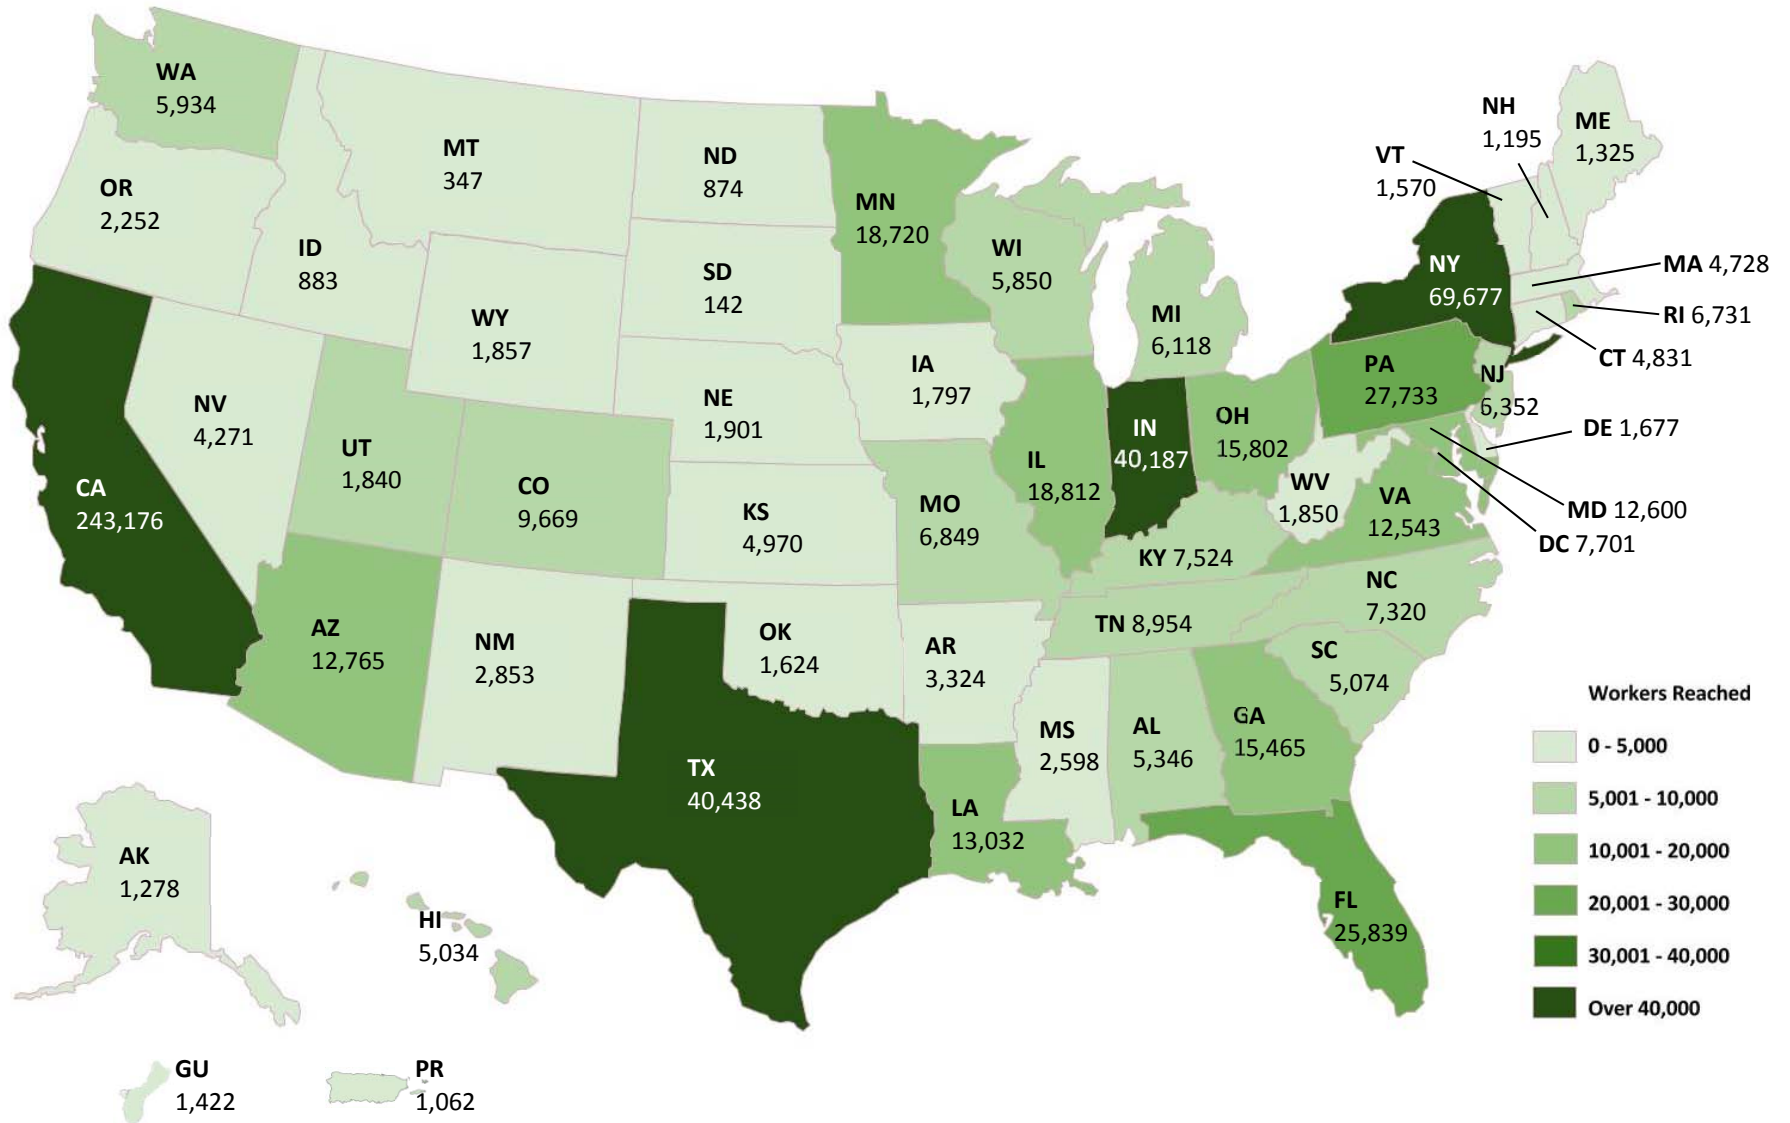 WA
5,934
OR
2,252
MT
347
ID
883
ND
874
SD
142
WY
1,857
NE
1,901
MN
18,720
WI
5,850
MI
6,118
IA
1,797
NV
4,271
UT
1,840
CO
9,669
KS
4,970
CA
243,176
AZ
12,765
NM
2,853
OK
1,624
TX
40,438
MO
6,849
AR
3,324
LA
13,032
MS
2,598
AL
5,346
GA
15,465
FL
25,839
IL
18,812
IN
40,187
OH
15,802
KY 7,524
TN 8,954
WV
1,850
VA
12,543
NC
7,320
SC
5,074
PA
27,733
NY
69,677
NJ
6,352
VT
1,570
NH
1,195
ME
1,325
MA 4,728
RI 6,731
CT 4,831
DE 1,677
MD 12,600
DC 7,701
AK
1,278
HI
5,034
GU
1,422
PR
1,062
Workers Reached
0 - 5,000
5,001 - 10,000
10,001 - 20,000
20,001 - 30,000
30,001 - 40,000
Over 40,000